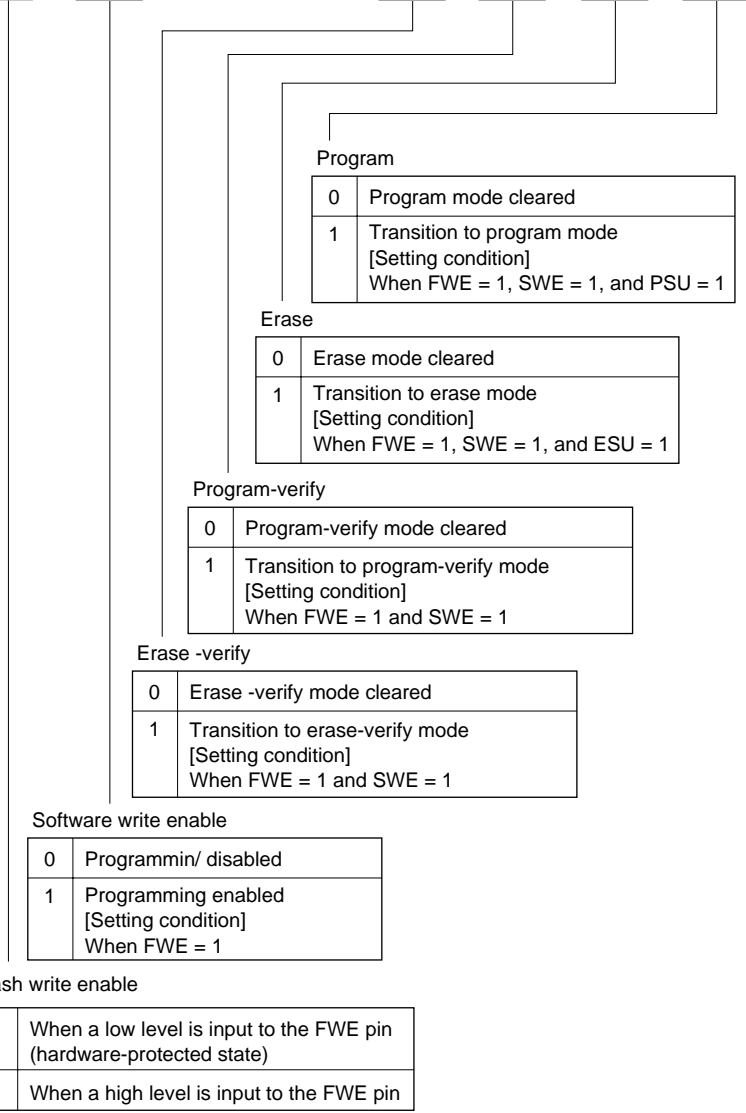 Program
0 Program mode cleared
1 Transition to program mode
[Setting condition]
When FWE = 1, SWE = 1, and PSU = 1
Erase
0 Erase mode cleared
1 Transition to erase mode
[Setting condition]
When FWE = 1, SWE = 1, and ESU = 1
Program-verify
0 Program-verify mode cleared
1 Transition to program-verify mode
[Setting condition]
When FWE = 1 and SWE = 1
Erase -verify
0 Erase -verify mode cleared
1 Transition to erase-verify mode
[Setting condition]
When FWE = 1 and SWE = 1
Software write enable
0 Programmin/ disabled
1 Programming enabled
[Setting condition]
When FWE = 1
write enable
When a low level is input to the FWE pin
(hardware-protected state)
When a high level is input to the FWE pin